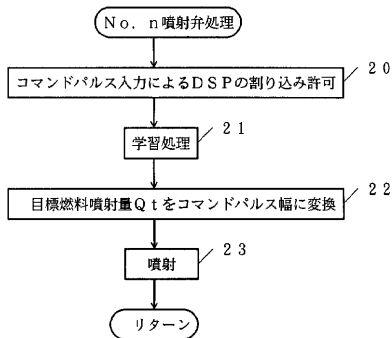 No．n噴射弁処理
20
コマンドパルス入力によるDSPの割り込み許可
21
学習処理
22
目標燃料噴射量Qtをコマンドパルス幅に変換
23
噴射
リターン